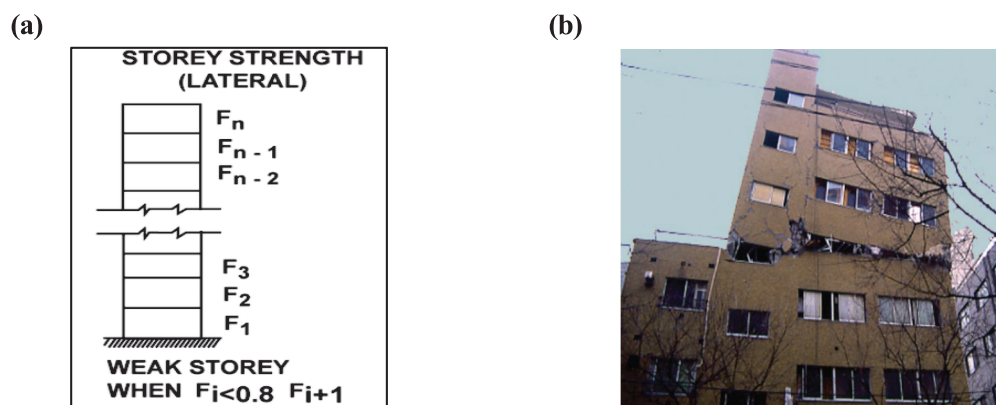 (a)
STOREY STRENGTH
(LATERAL)
Fn
Fn - 1
Fn - 2
F3
F2
F1
WEAK STOREY
WHEN Fi<0.8 Fi+1
(b)